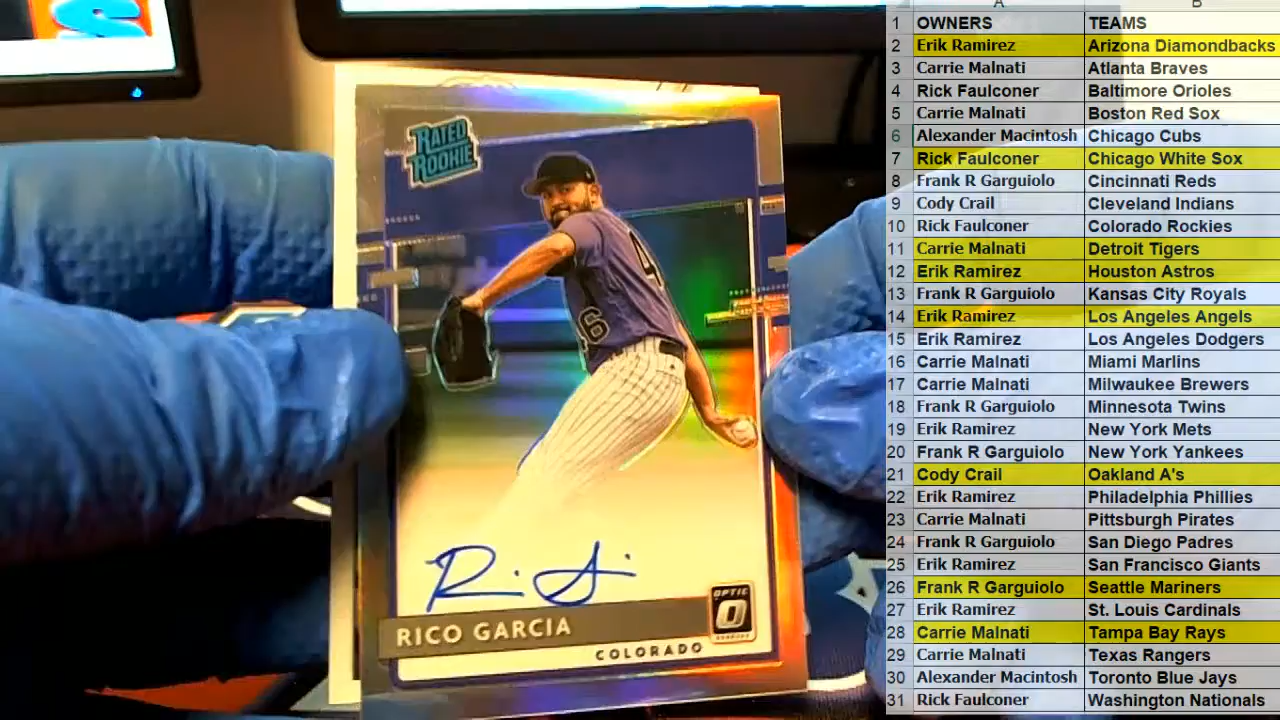 RATED
ROOKIE
46
OPTIC
RICO GARCIA
COLORADO
A B
1 OWNERS TEAMS
2 Erik Ramirez Arizona Diamondbacks
3 Carrie Malnati Atlanta Braves
4 Rick Faulconer Baltimore Orioles
5 Carrie Malnati Boston Red Sox
6 Alexander Macintosh Chicago Cubs
7 Rick Faulconer Chicago White Sox
8 Frank R Garguiolo Cincinnati Reds
9 Cody Crail Cleveland Indians
10 Rick Faulconer Colorado Rockies
11 Carrie Malnati Detroit Tigers
12 Erik Ramirez Houston Astros
13 Frank R Garguiolo Kansas City Royals
14 Erik Ramirez Los Angeles Angels
15 Erik Ramirez Los Angeles Dodgers
16 Carrie Malnati Miami Marlins
17 Carrie Malnati Milwaukee Brewers
18 Frank R Garguiolo Minnesota Twins
19 Erik Ramirez New York Mets
20 Frank R Garguiolo New York Yankees
21 Cody Crail Oakland A's
22 Erik Ramirez Philadelphia Phillies
23 Carrie Malnati Pittsburgh Pirates
24 Frank R Garguiolo San Diego Padres
25 Erik Ramirez San Francisco Giants
26 Frank R Garguiolo Seattle Mariners
27 Erik Ramirez St. Louis Cardinals
28 Carrie Malnati Tampa Bay Rays
29 Carrie Malnati Texas Rangers
30 Alexander Macintosh Toronto Blue Jays
31 Rick Faulconer Washington Nationals